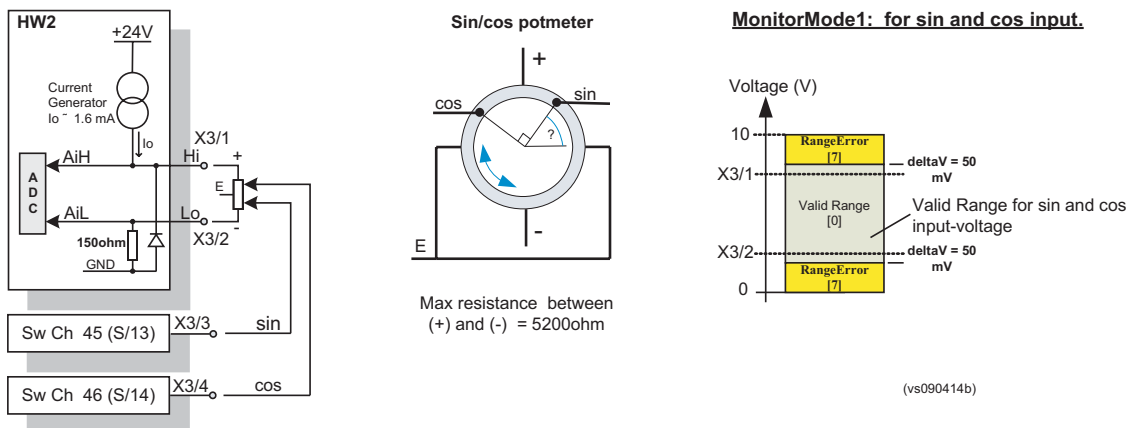 HW2
+24V
Current
Generator
Io ~ 1.6 mA
Io
X3/1
AiH
Hi
+
A
D
C
E
AiL
Lo
-
X3/2
150ohm
GND
Sw Ch 45 (S/13)
X3/3
sin
Sw Ch 46 (S/14)
X3/4
cos
Sin/cos potmeter
+
cos
sin
?
-
E
Max resistance between
(+) and (-) = 5200ohm
MonitorMode1: for sin and cos input.
Voltage (V)
10
RangeError
[7]
deltaV = 50
mV
X3/1
Valid Range
[0]
Valid Range for sin and cos
input-voltage
X3/2
deltaV = 50
mV
RangeError
[7]
0
(vs090414b)